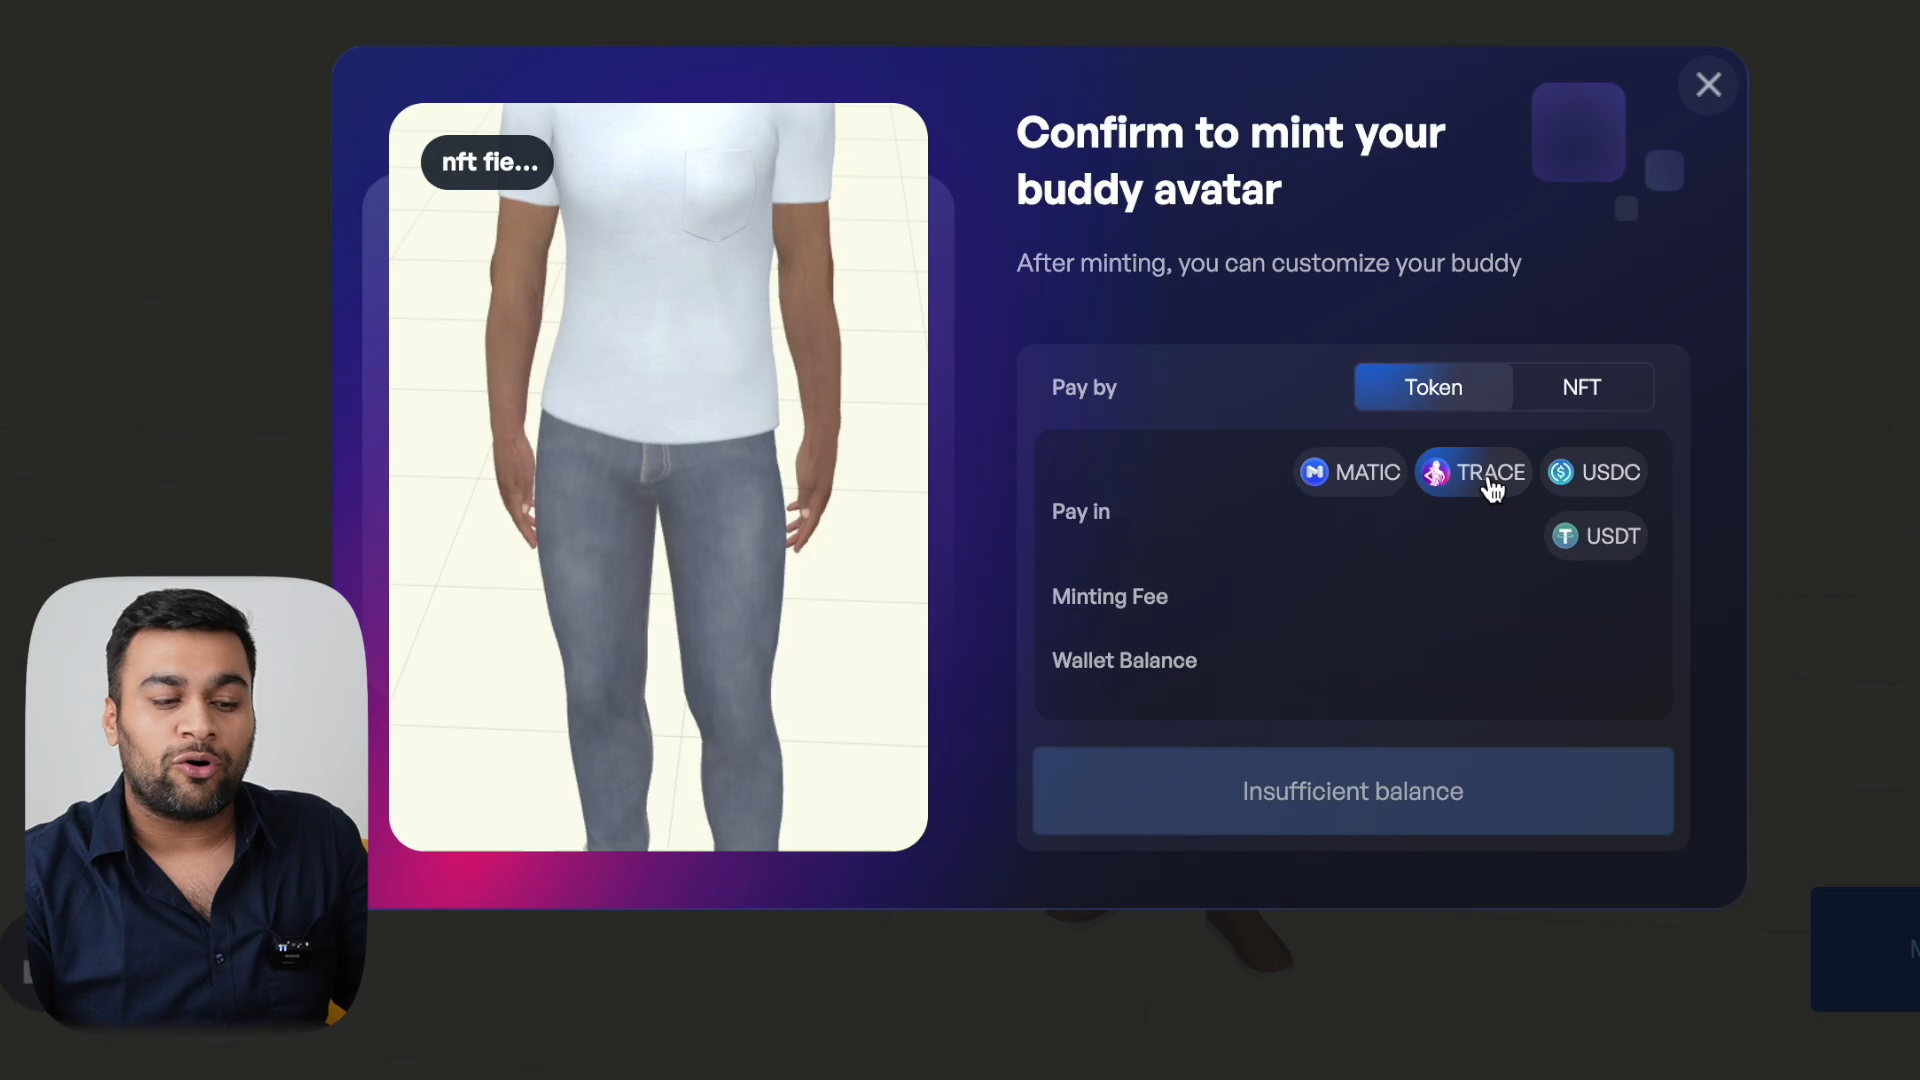 nft fie...
Confirm to mint your
buddy avatar
After minting, you can customize your buddy
Pay by
Token
NFT
MATIC
TRACE
USDC
Pay in
USDT
Minting Fee
Wallet Balance
Insufficient balance